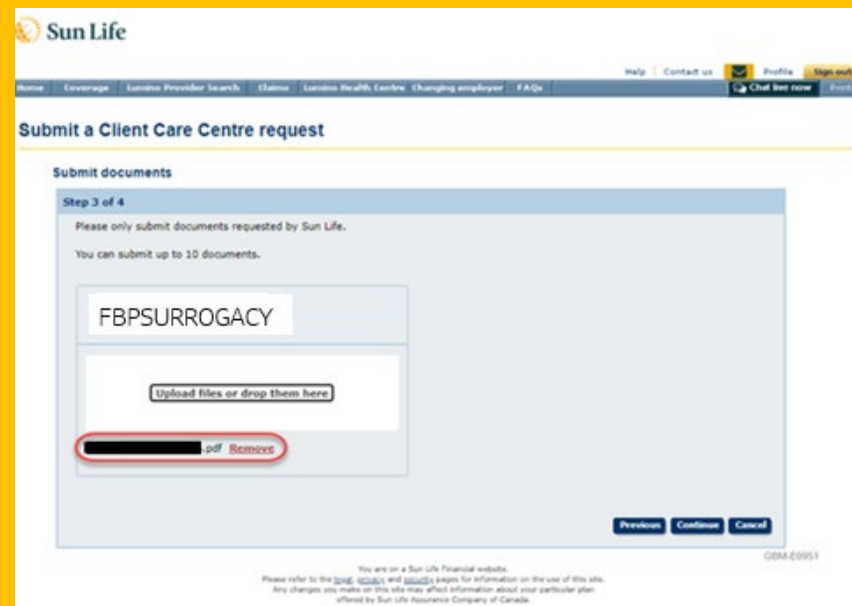 Sun Life
Help Contact us Profile Sign out
Home Coverage Lumino Provider Search Claims Lumino Health Centre Changing employer FAQs Chat live now Print
Submit a Client Care Centre request
Submit documents
Step 3 of 4
Please only submit documents requested by Sun Life.
You can submit up to 10 documents.
FBPSURROGACY
Upload files or drop them here
.pdf Remove
Previous Continue Cancel
GBM-E0951
You are on a Sun Life Financial website.
Please refer to the legal, privacy and security pages for information on the use of this site.
Any changes you make on this site may affect information about your particular plan
offered by Sun Life Assurance Company of Canada.